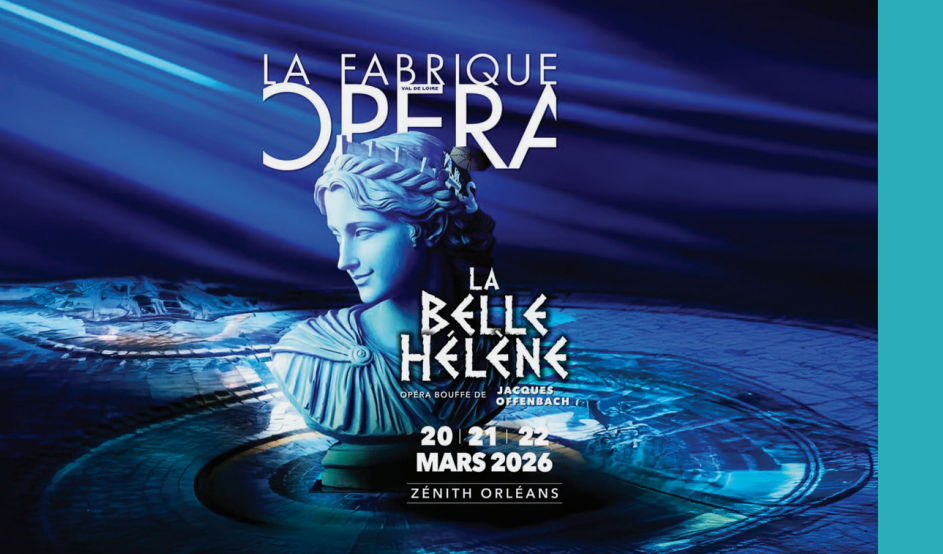 LA FABRIQUE
VAL DE LOIRE
OPÉRA
LA
BELLE
HÉLÈNE
OPÉRA BOUFFE DE JACQUES
OFFENBACH
20 | 21 | 22
MARS 2026
ZÉNITH ORLÉANS